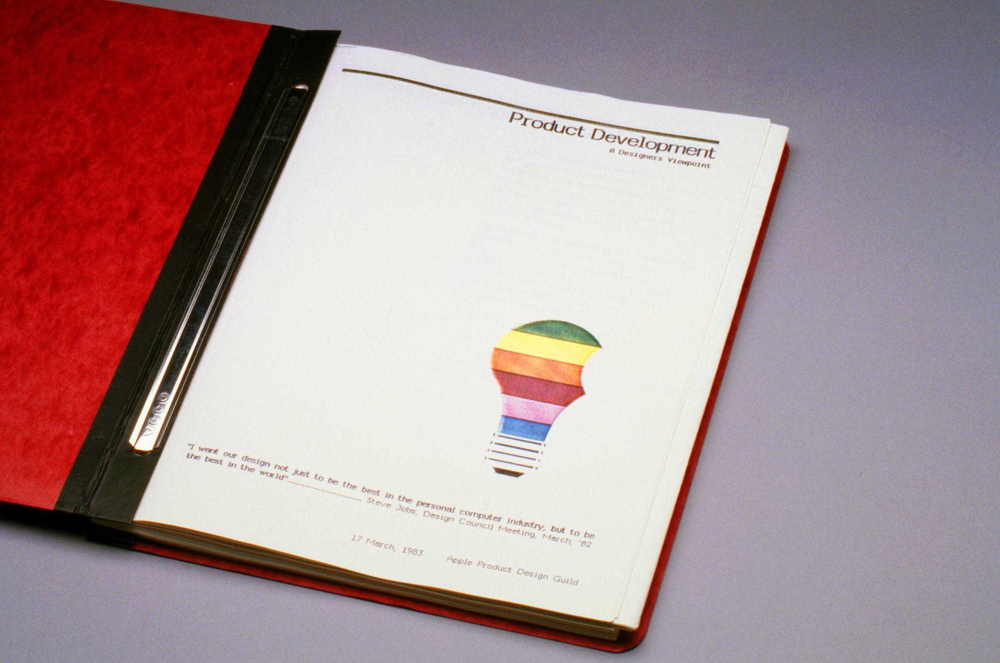 Product Development
A Designers Viewpoint
"I want our design not just to be the best in the personal computer industry, but to be
the best in the world"-------------------- Steve Jobs, Design Council Meeting, March, '82
17 March, 1983 Apple Product Design Guild
ACCO
ACCO